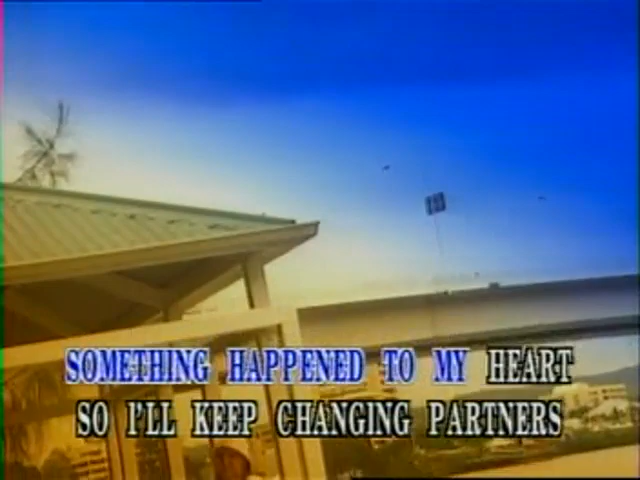 SOMETHING HAPPENED TO MY HEART
SO I'LL KEEP CHANGING PARTNERS